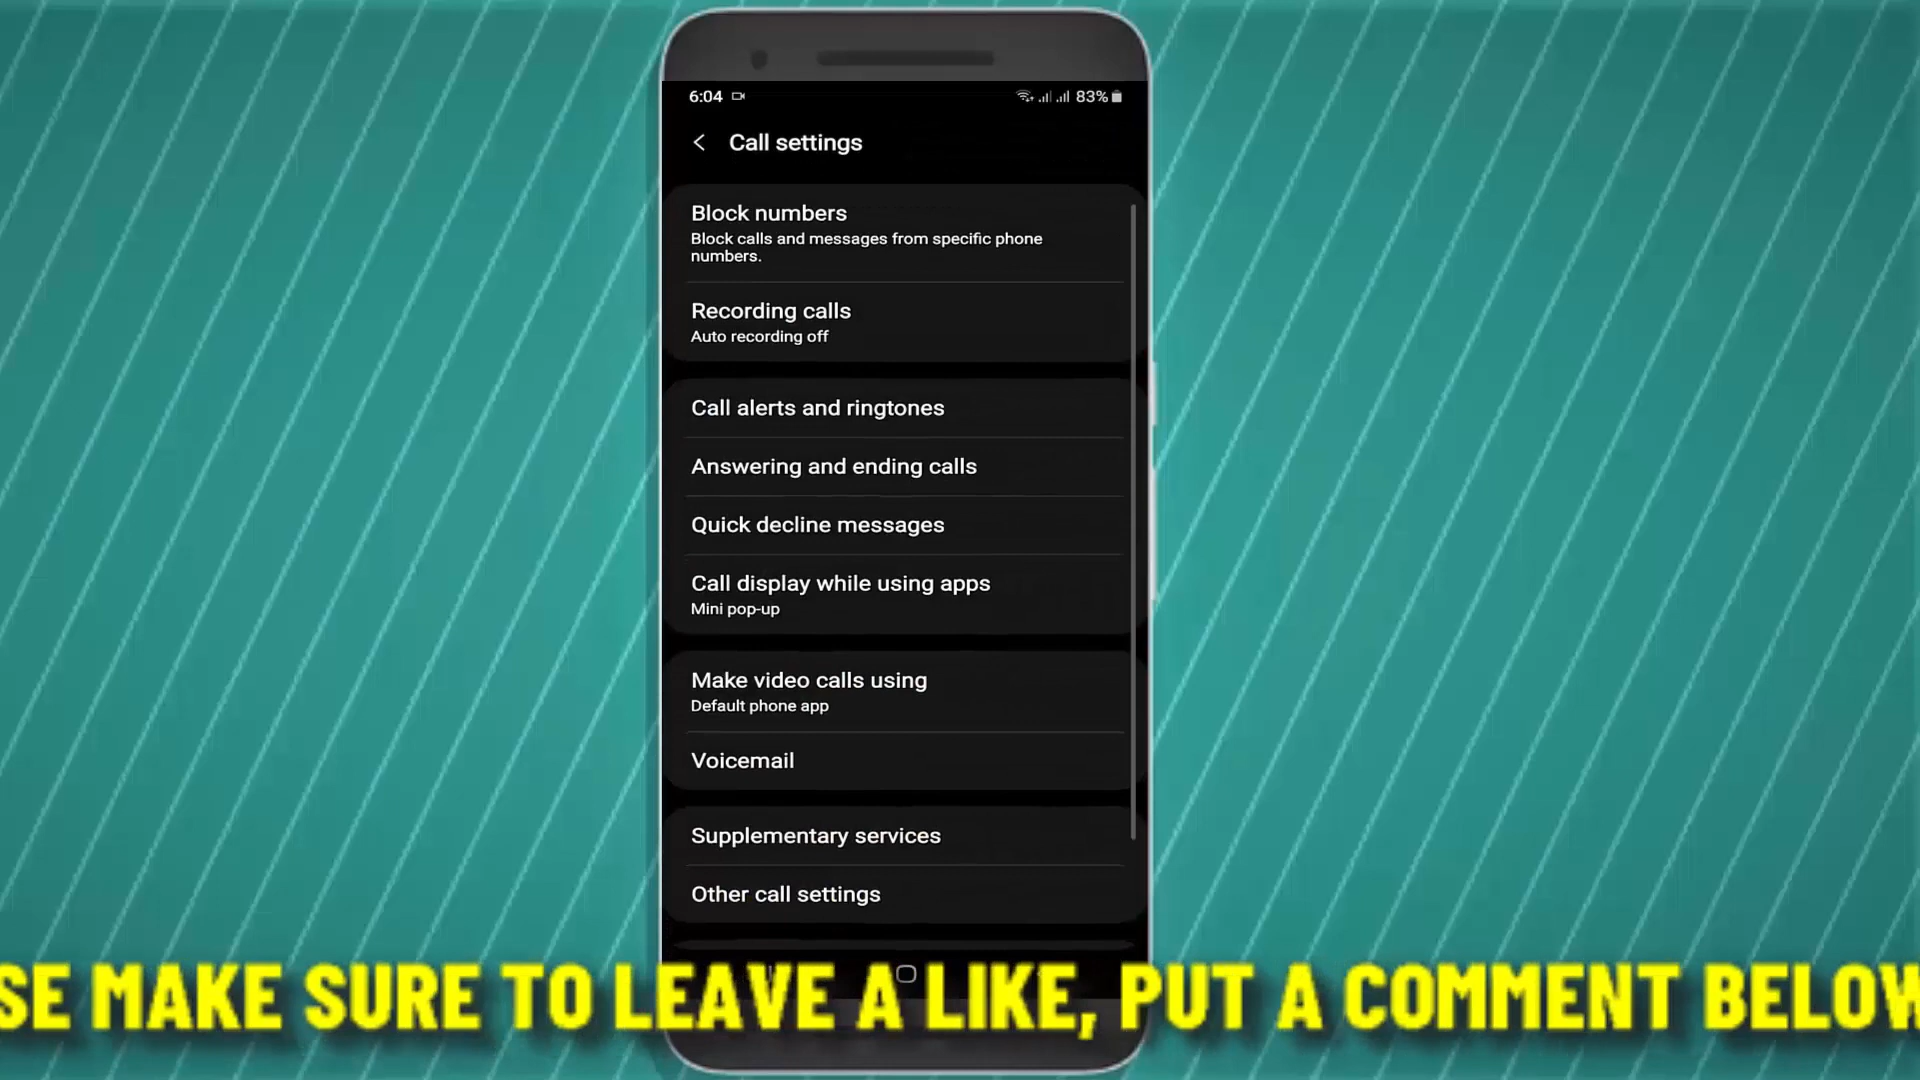 6:04
83%
Call settings
Block numbers
Block calls and messages from specific phone
numbers.
Recording calls
Auto recording off
Call alerts and ringtones
Answering and ending calls
Quick decline messages
Call display while using apps
Mini pop-up
Make video calls using
Default phone app
Voicemail
Supplementary services
Other call settings
SE MAKE SURE TO LEAVE A LIKE, PUT A COMMENT BELOW